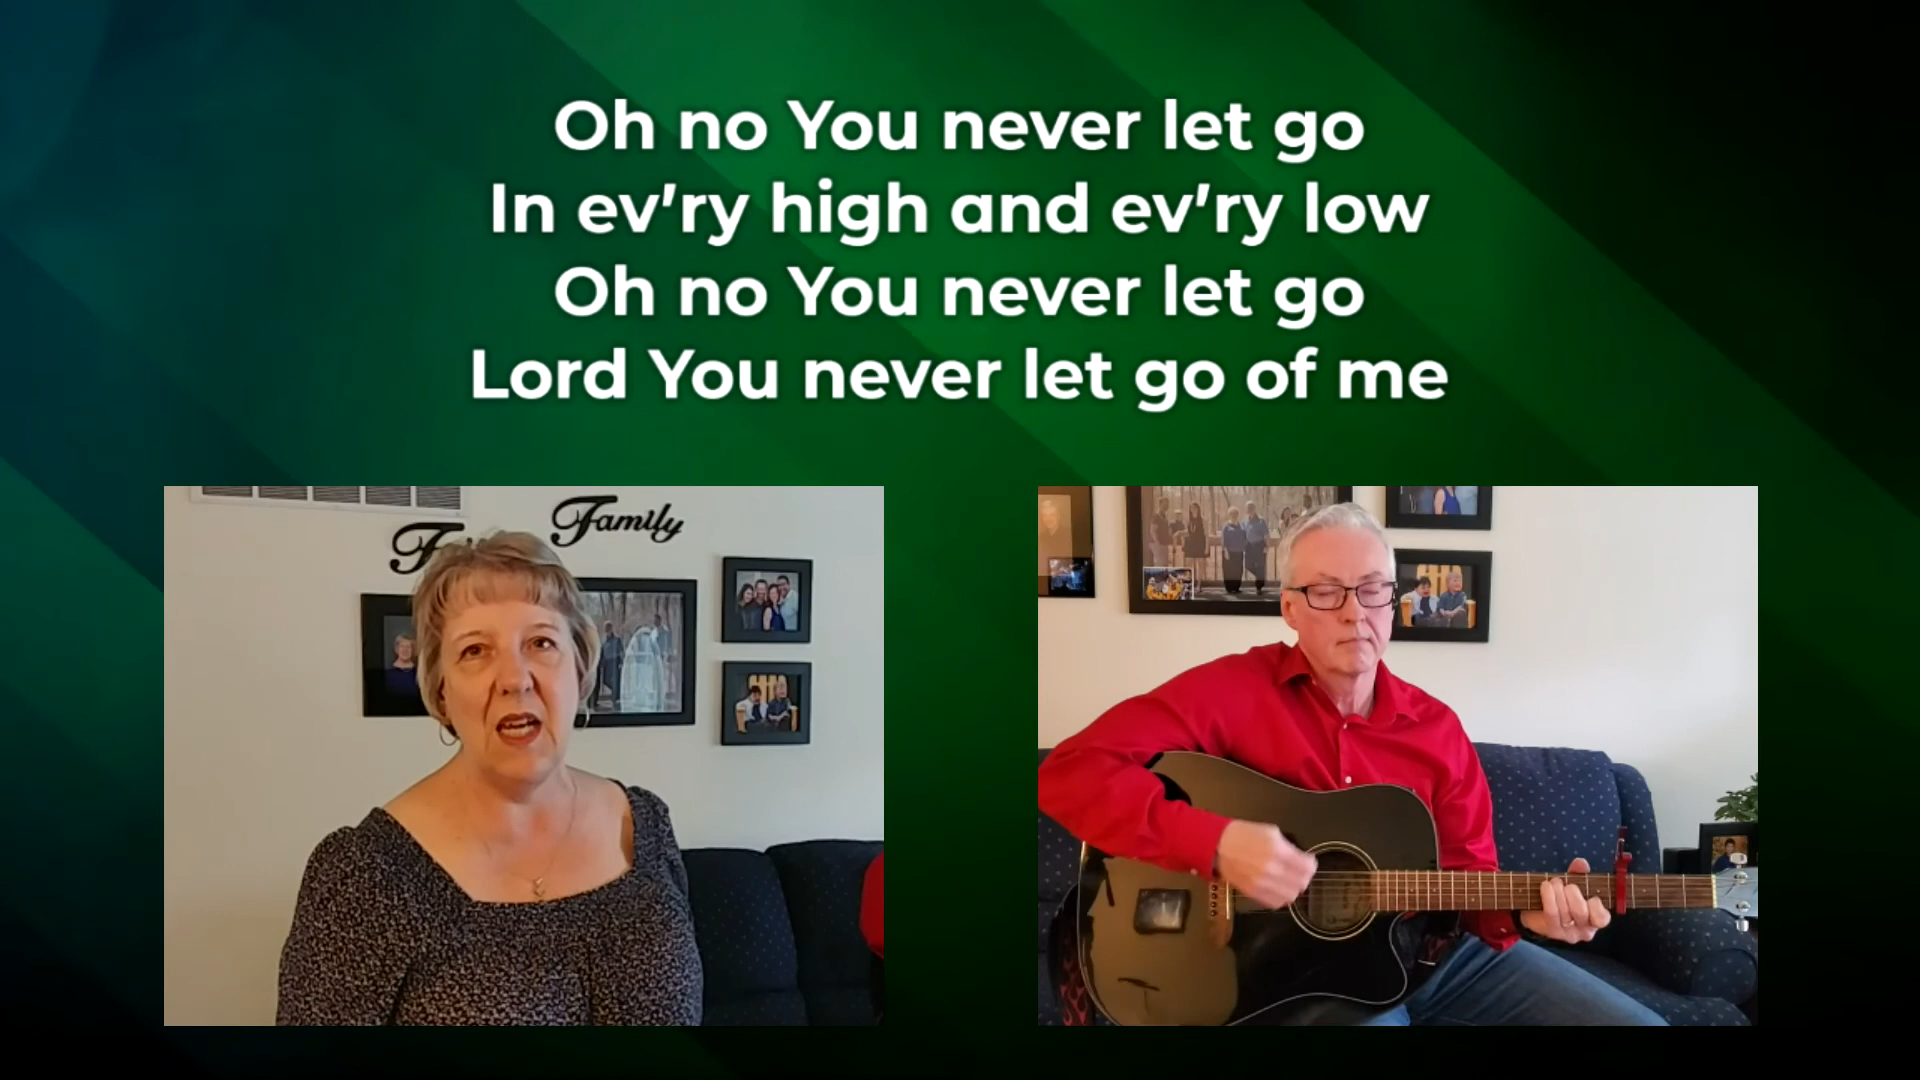 Oh no You never let go
In ev'ry high and ev'ry low
Oh no You never let go
Lord You never let go of me
Family